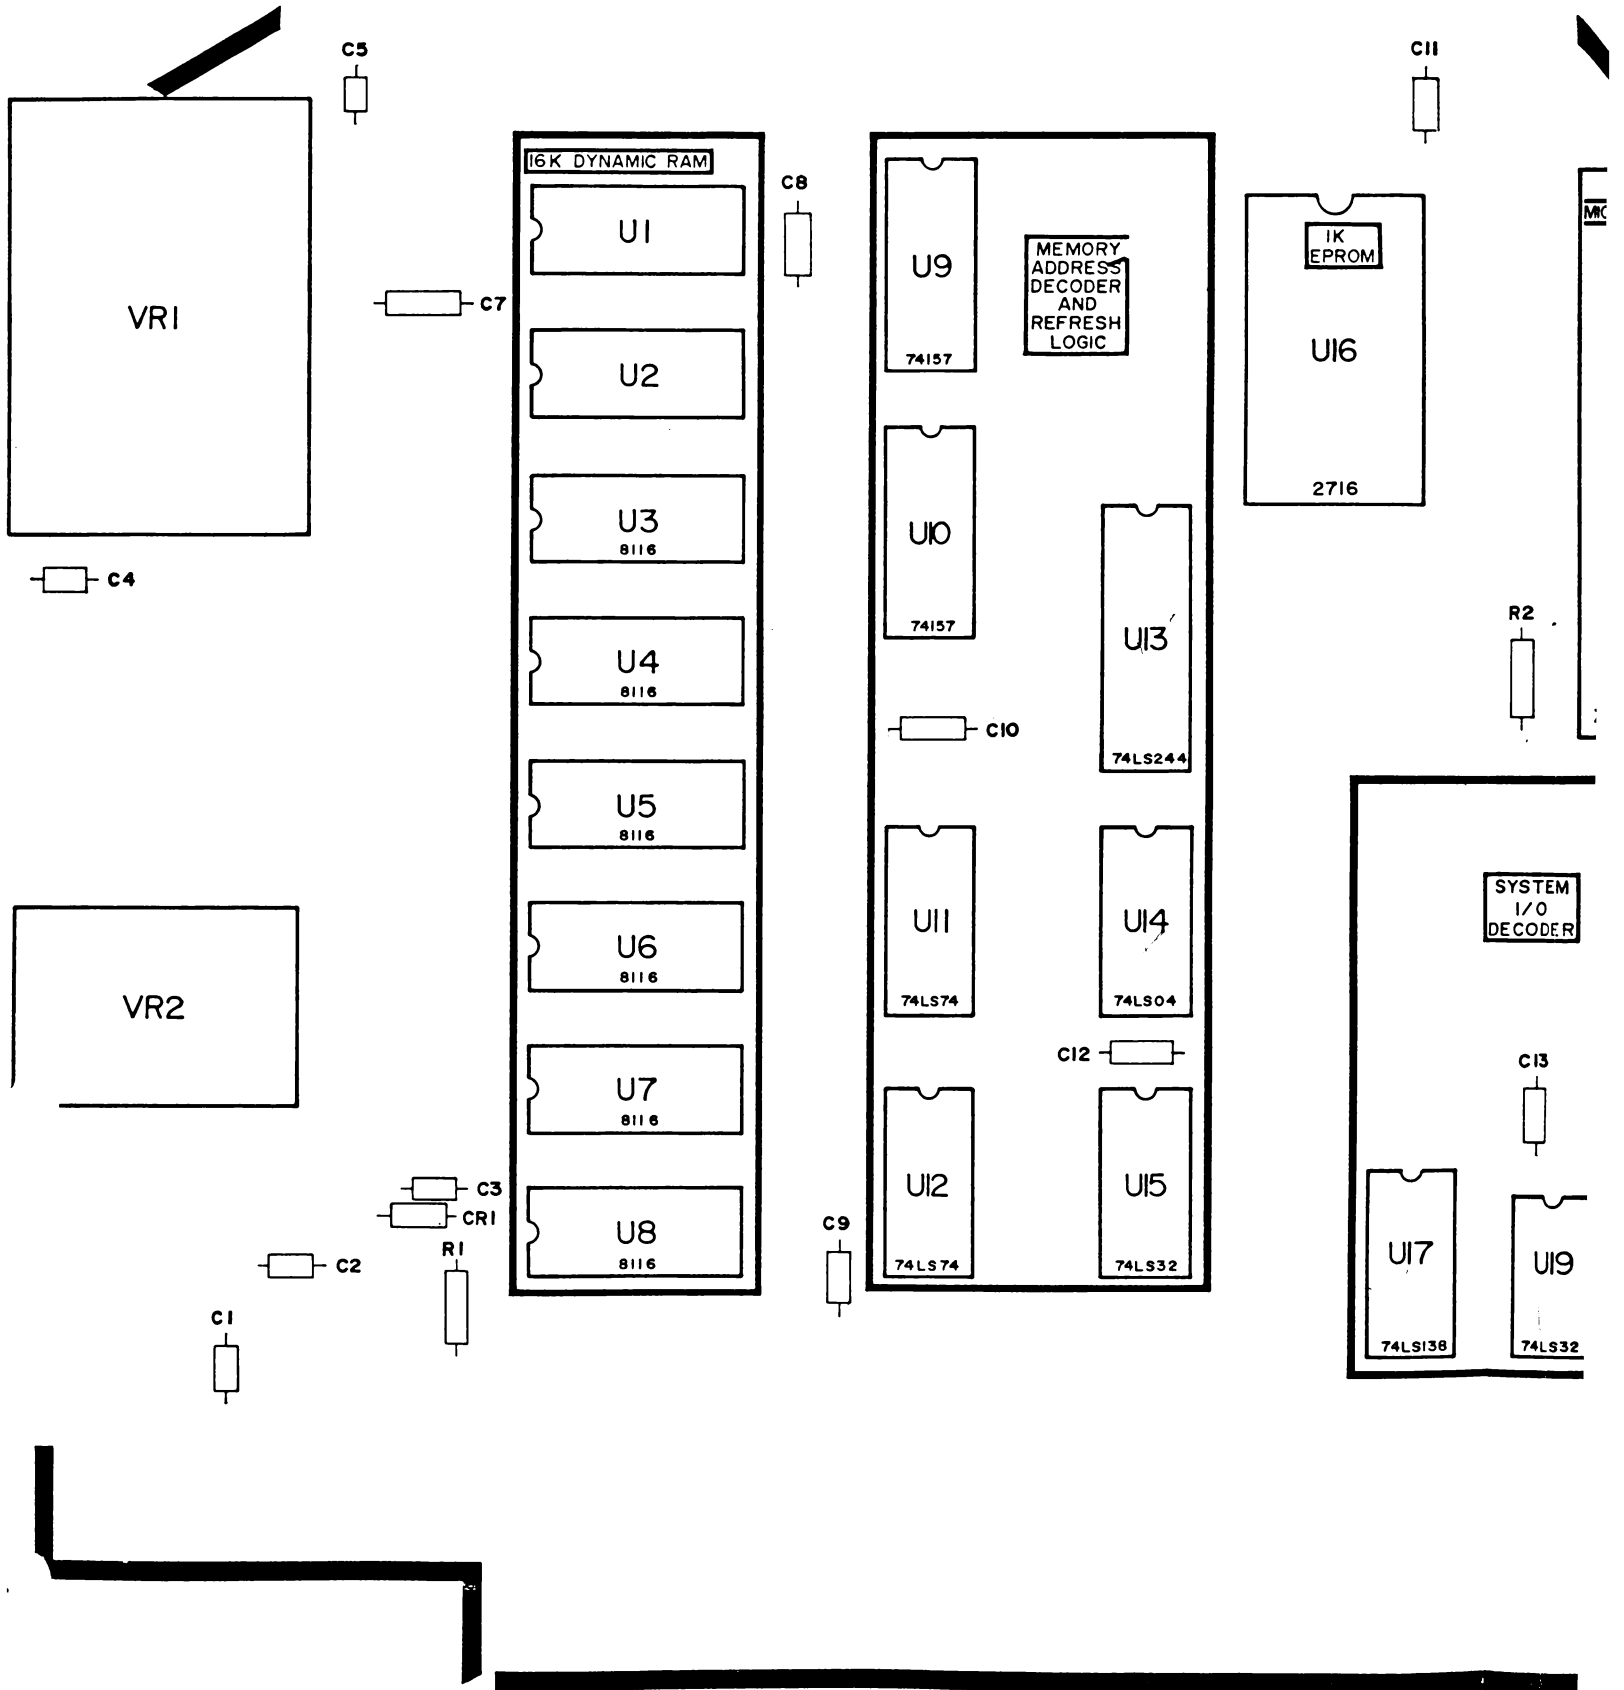 C5
C11
16K DYNAMIC RAM
C8
U1
U9
74157
MEMORY
ADDRESS
DECODER
AND
REFRESH
LOGIC
1K
EPROM
U16
2716
VR1
C7
U2
U3
8116
U10
74157
U13
74LS244
C4
R2
U4
8116
C10
U5
8116
U11
74LS74
U14
74LS04
SYSTEM
I/O
DECODER
VR2
U6
8116
C12
C13
U7
8116
U12
74LS74
U15
74LS32
C3
CR1
U8
8116
C9
R1
C2
U17
74LS138
U19
74LS32
C1